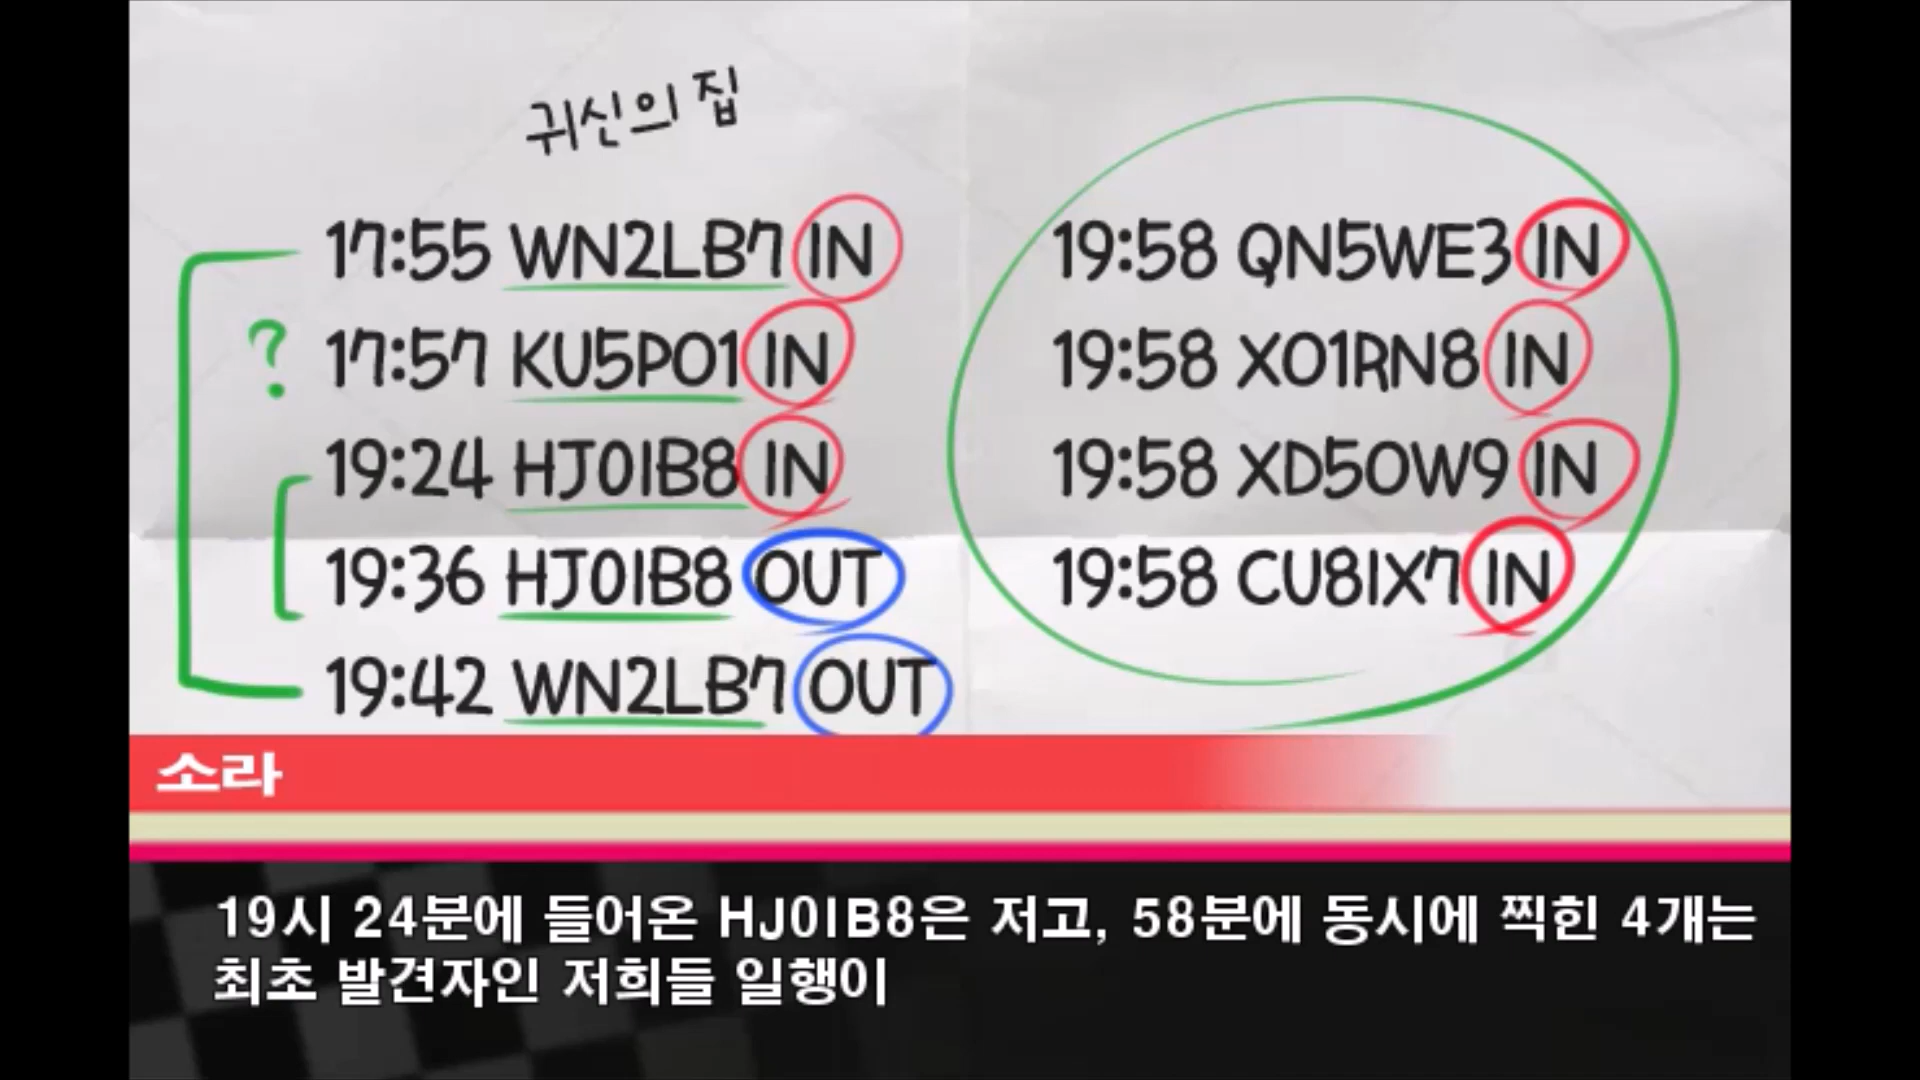 귀신의 집
17:55 WN2LB7 IN
?
17:57 KU5PO1 IN
19:24 HJ0IB8 IN
19:36 HJ0IB8 OUT
19:42 WN2LB7 OUT
19:58 QN5WE3 IN
19:58 XO1RN8 IN
19:58 XD5OW9 IN
19:58 CU8IX7 IN
소라
19시 24분에 들어온 HJ0IB8은 저고, 58분에 동시에 찍힌 4개는
최초 발견자인 저희들 일행이